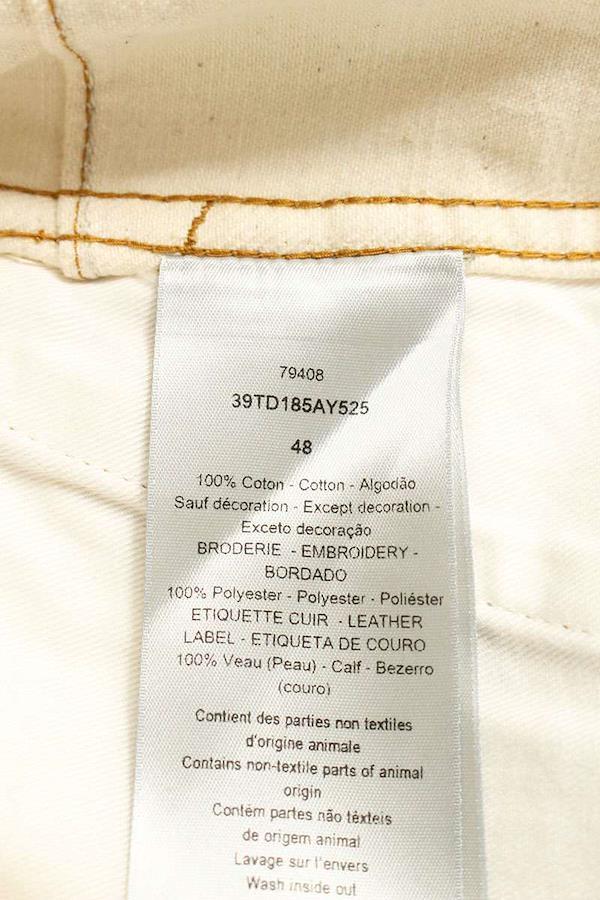 79408
39TD185AY525
48
100% Coton - Cotton - Algodão
Sauf décoration - Except decoration -
Exceto decoração
BRODERIE - EMBROIDERY -
BORDADO
100% Polyester - Polyester - Poliéster
ETIQUETTE CUIR - LEATHER
LABEL - ETIQUETA DE COURO
100% Veau (Peau) - Calf - Bezerro
(couro)
Contient des parties non textiles
d'origine animale
Contains non-textile parts of animal
origin
Contém partes não têxteis
de origem animal
Lavage sur l'envers
Wash inside out